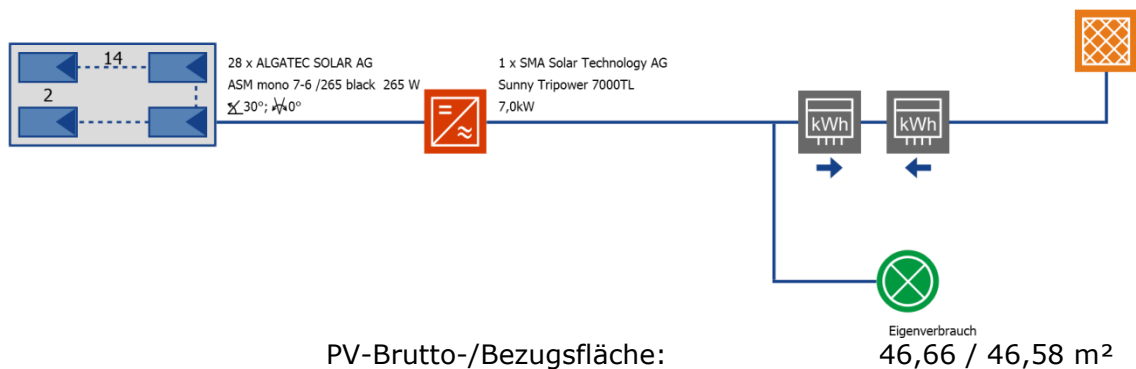 14
2
28 x ALGATEC SOLAR AG
ASM mono 7-6 /265 black 265 W
30°; 0°
1 x SMA Solar Technology AG
Sunny Tripower 7000TL
7,0kW
kWh
kWh
Eigenverbrauch
PV-Brutto-/Bezugsfläche: 46,66 / 46,58 m²